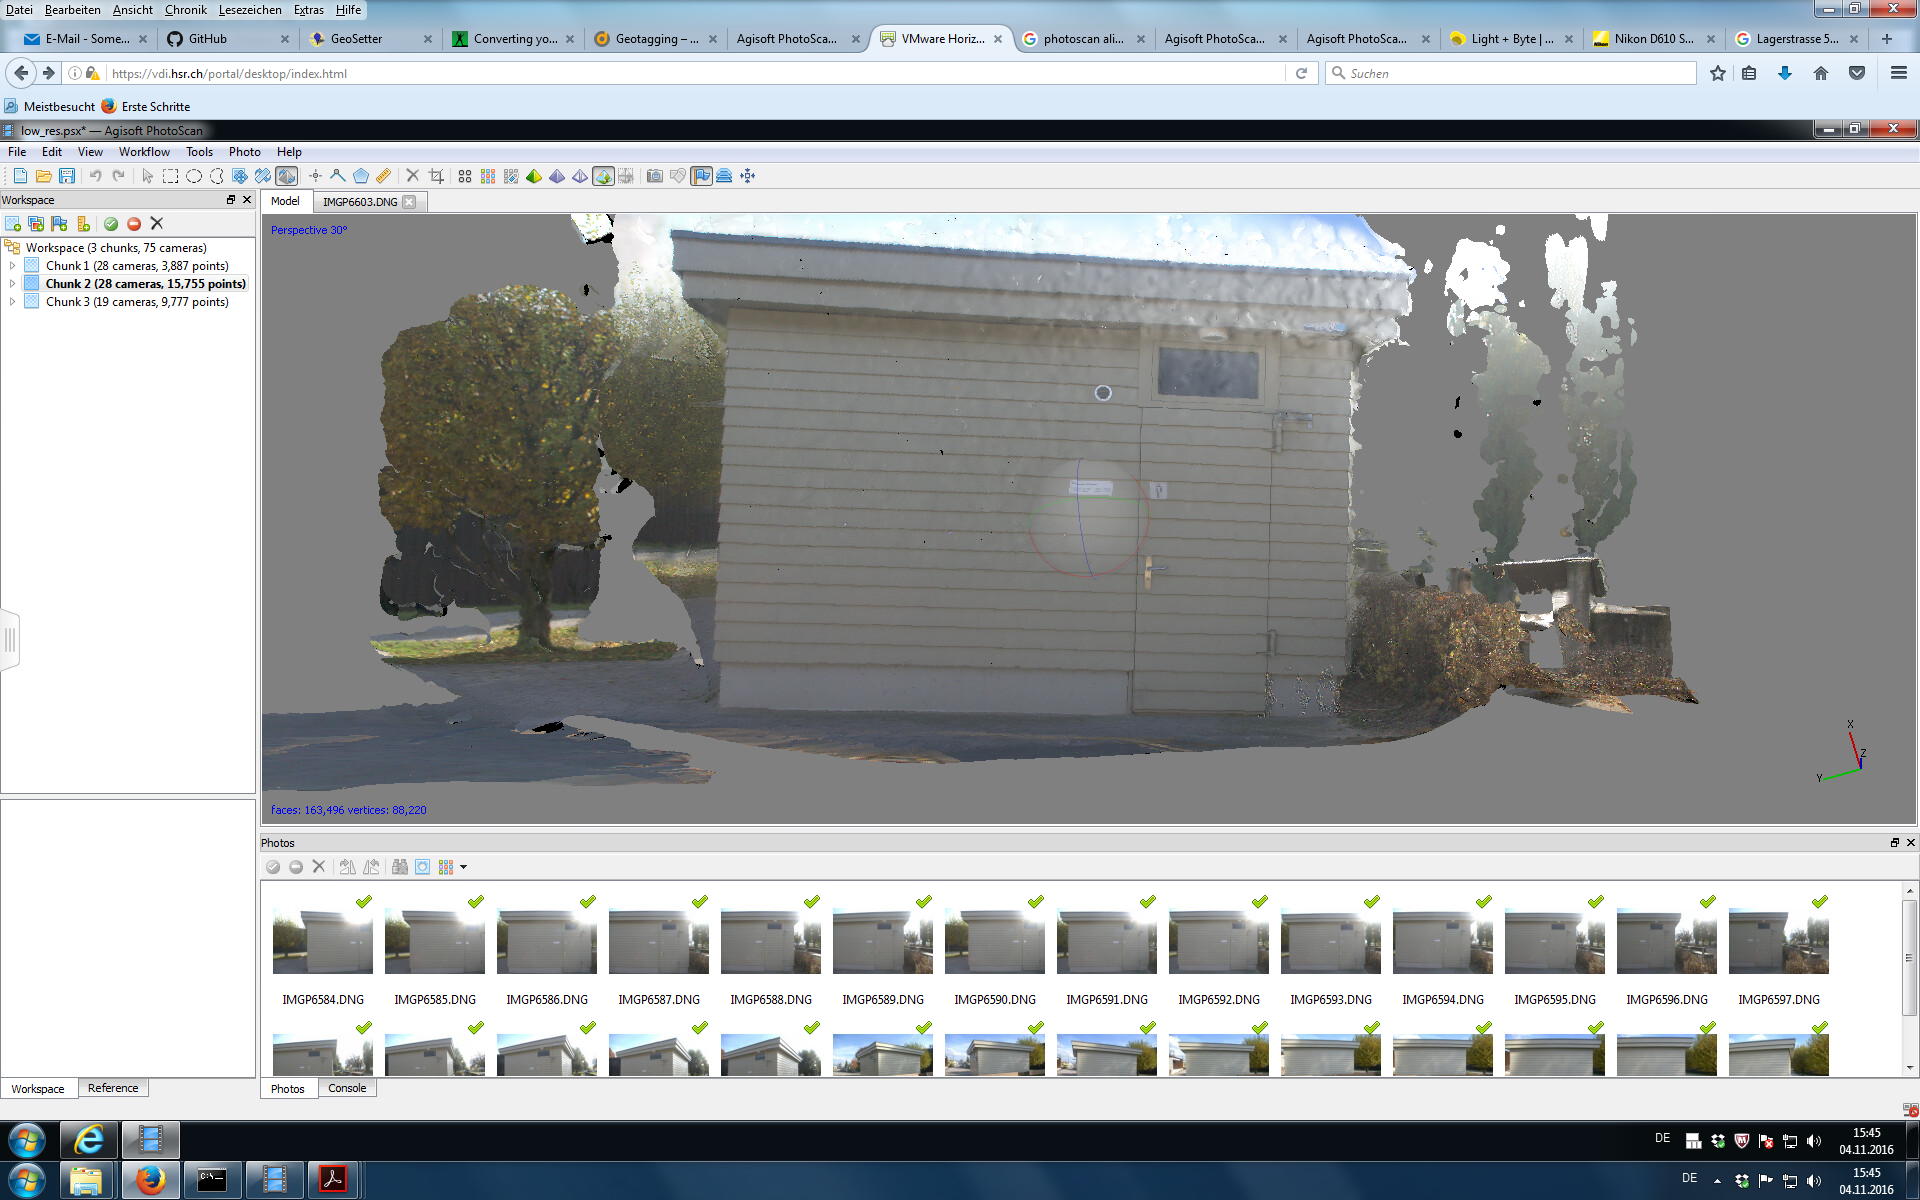 Datei Bearbeiten Ansicht Chronik Lesezeichen Extras Hilfe
E-Mail - Some... GitHub GeoSetter Converting yo... Geotagging – ... Agisoft PhotoSca... VMware Horiz... photoscan ali... Agisoft PhotoSca... Agisoft PhotoSca... Light + Byte | ... Nikon D610 S... Lagerstrasse 5...
https://vdi.hsr.ch/portal/desktop/index.html
Suchen
Meistbesucht Erste Schritte
low_res.psx* — Agisoft PhotoScan
File Edit View Workflow Tools Photo Help
Workspace
Model IMGP6603.DNG
Perspective 30°
Workspace (3 chunks, 75 cameras)
Chunk 1 (28 cameras, 3,887 points)
Chunk 2 (28 cameras, 15,755 points)
Chunk 3 (19 cameras, 9,777 points)
X
Z
Y
faces: 163,496 vertices: 88,220
Photos
IMGP6584.DNG IMGP6585.DNG IMGP6586.DNG IMGP6587.DNG IMGP6588.DNG IMGP6589.DNG IMGP6590.DNG IMGP6591.DNG IMGP6592.DNG IMGP6593.DNG IMGP6594.DNG IMGP6595.DNG IMGP6596.DNG IMGP6597.DNG
Workspace Reference
Photos Console
DE 15:45
04.11.2016
DE 15:45
04.11.2016